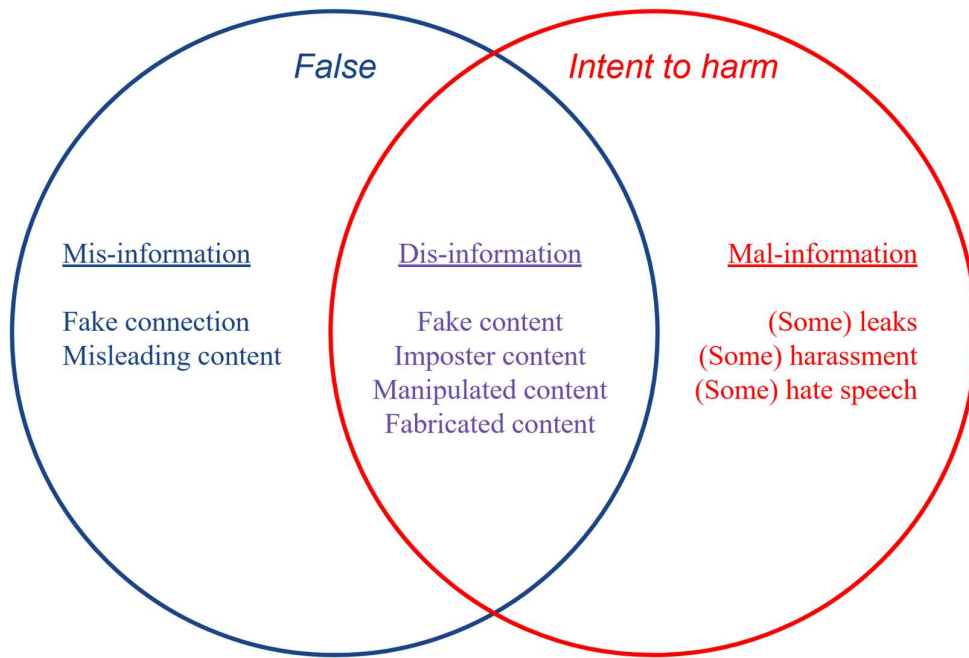 False
Intent to harm
Mis-information
Fake connection
Misleading content
Dis-information
Fake content
Imposter content
Manipulated content
Fabricated content
Mal-information
(Some) leaks
(Some) harassment
(Some) hate speech